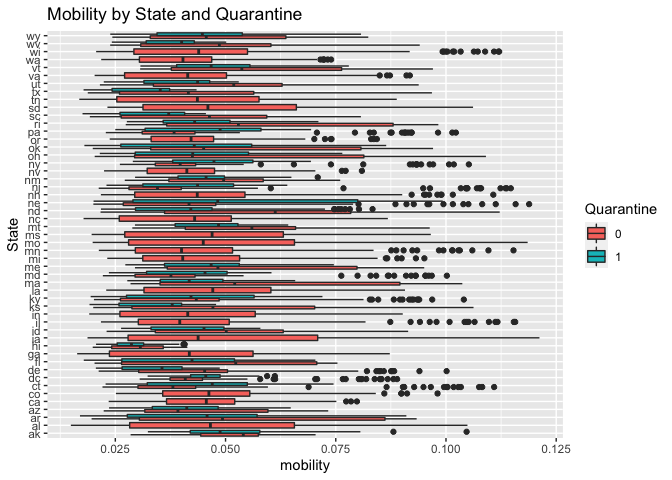 Mobility by State and Quarantine
wy
wv
wi
wa
vt
va
ut
tx
tn
sd
sc
ri
pa
or
ok
oh
ny
nv
nm
nj
nh
ne
nd
nc
mt
ms
mo
mn
mi
me
md
ma
la
ky
ks
in
il
id
ia
hi
ga
fl
de
dc
ct
co
ca
az
ar
al
ak
State
0.025 0.050 0.075 0.100 0.125
mobility
Quarantine
0
1